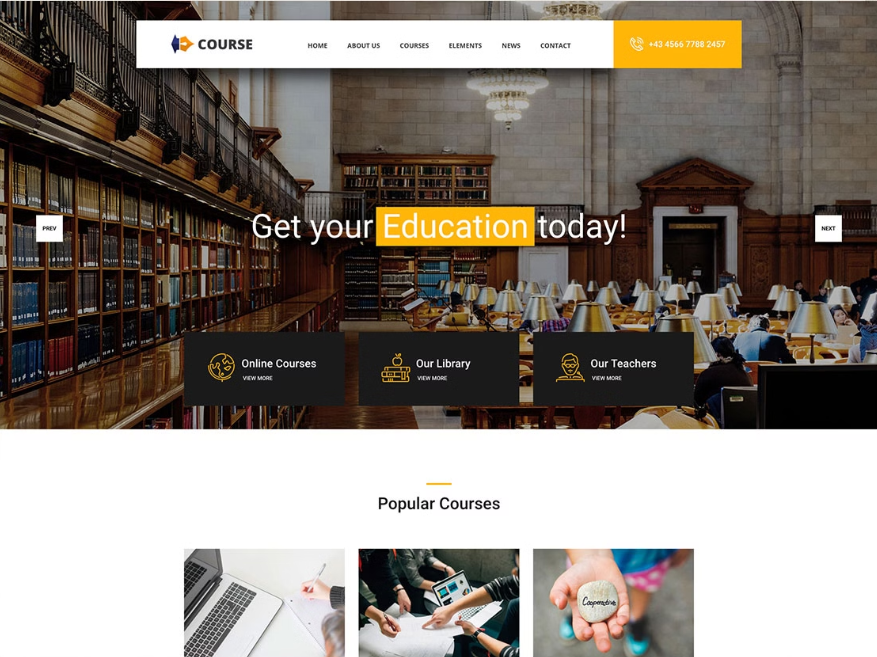 COURSE
HOME ABOUT US COURSES ELEMENTS NEWS CONTACT
+43 4566 7788 2457
Get your Education today!
PREV
NEXT
Online Courses
VIEW MORE
Our Library
VIEW MORE
Our Teachers
VIEW MORE
Popular Courses
Cooperative